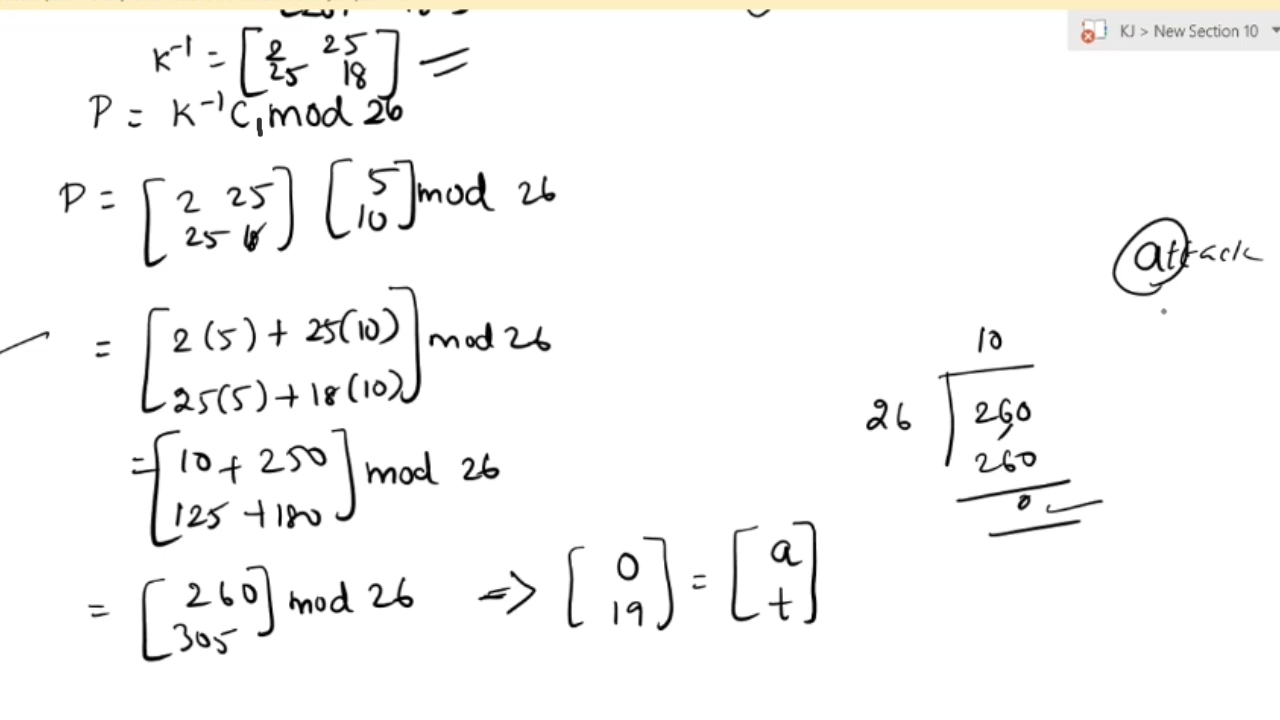 KJ > New Section 10
K⁻¹ = [2 25
25 18]
P = K⁻¹C₁ mod 26
P = [2 25
25 ] [5
10] mod 26
attack
= [2(5) + 25(10)
25(5) + 18(10)] mod 26
= [10 + 250
125 + 180] mod 26
= [260
305] mod 26 => [0
19] = [a
t]
10
26 260
260
0